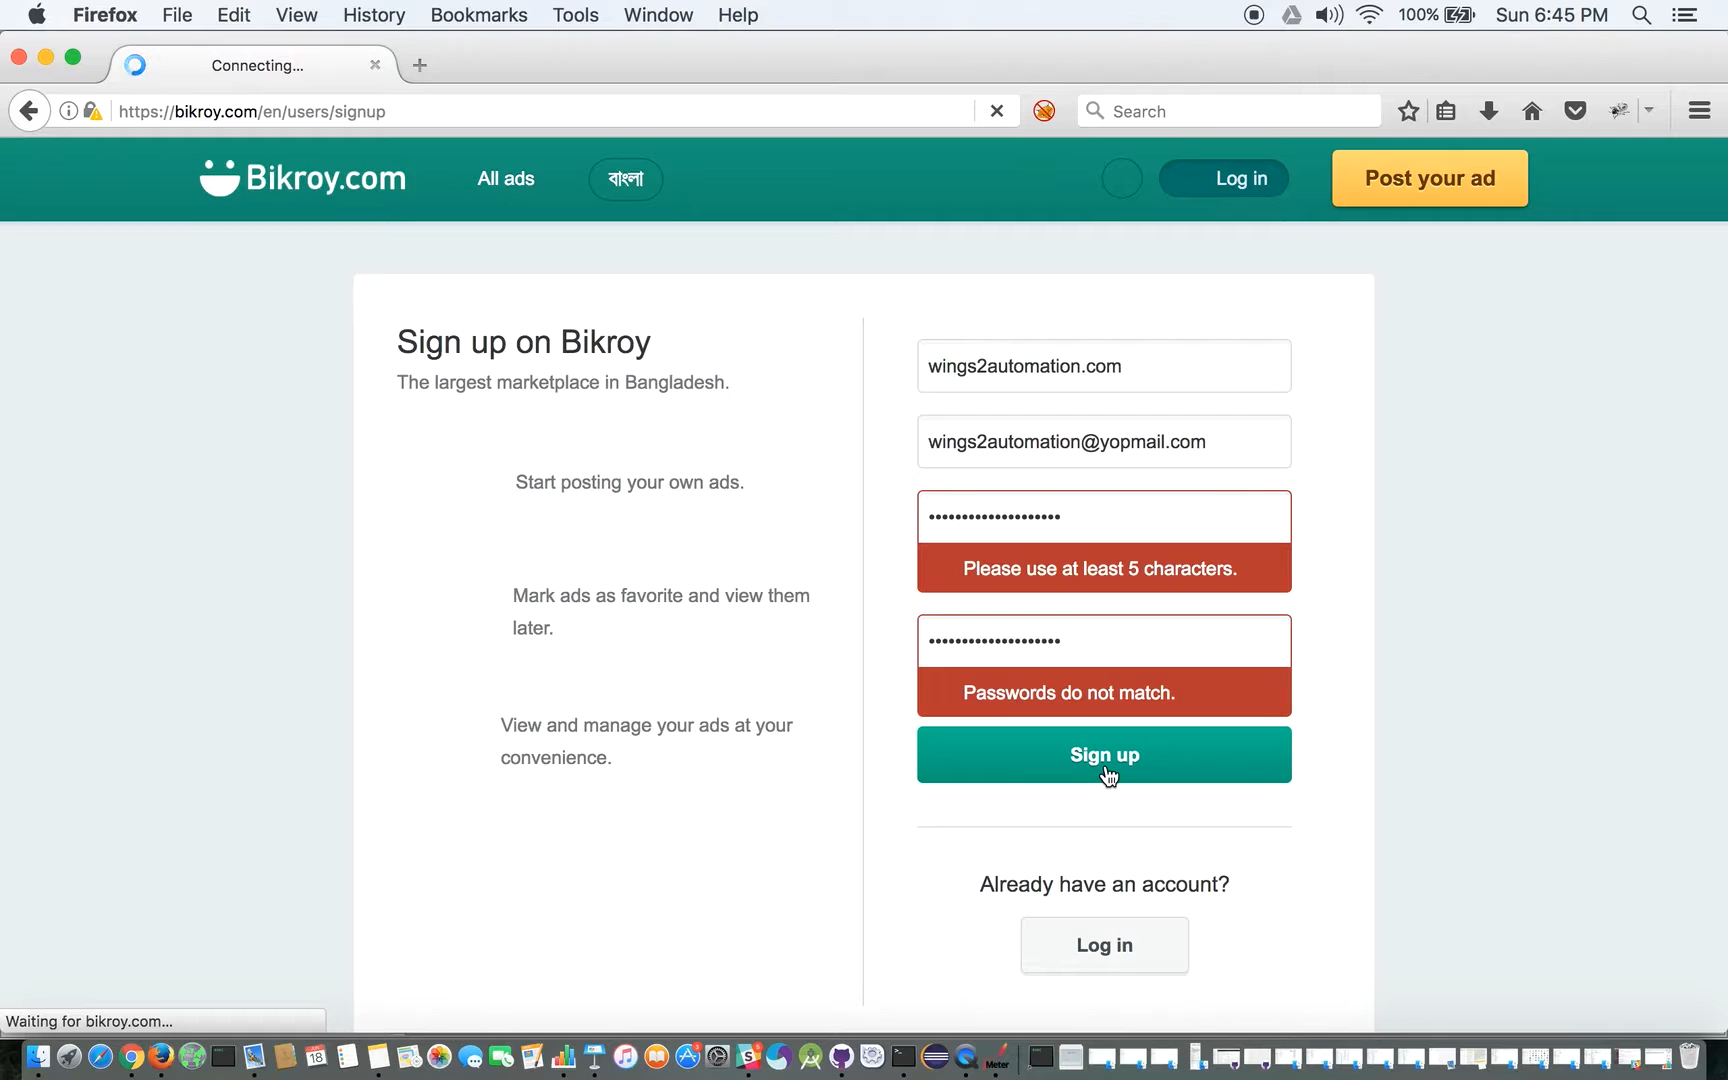 Firefox File Edit View History Bookmarks Tools Window Help 100% Sun 6:45 PM
Connecting...
https://bikroy.com/en/users/signup Search
Bikroy.com All ads বাংলা Log in Post your ad
Sign up on Bikroy
The largest marketplace in Bangladesh.
Start posting your own ads.
Mark ads as favorite and view them
later.
View and manage your ads at your
convenience.
wings2automation.com
wings2automation@yopmail.com
••••••••••••••••••••
Please use at least 5 characters.
••••••••••••••••••••
Passwords do not match.
Sign up
Already have an account?
Log in
Waiting for bikroy.com...
18
Meter